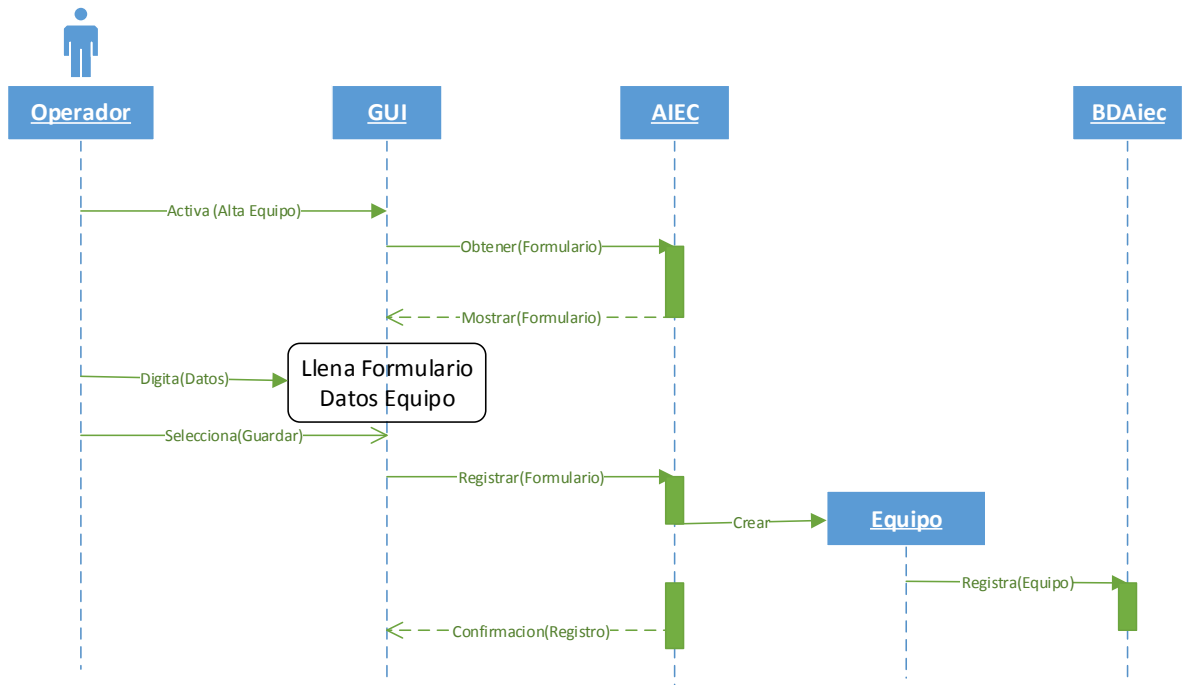 Operador
GUI
AIEC
BDAiec
Activa (Alta Equipo)
Obtener(Formulario)
Mostrar(Formulario)
Llena Formulario
Datos Equipo
Digita(Datos)
Selecciona(Guardar)
Registrar(Formulario)
Crear
Equipo
Registra(Equipo)
Confirmacion(Registro)